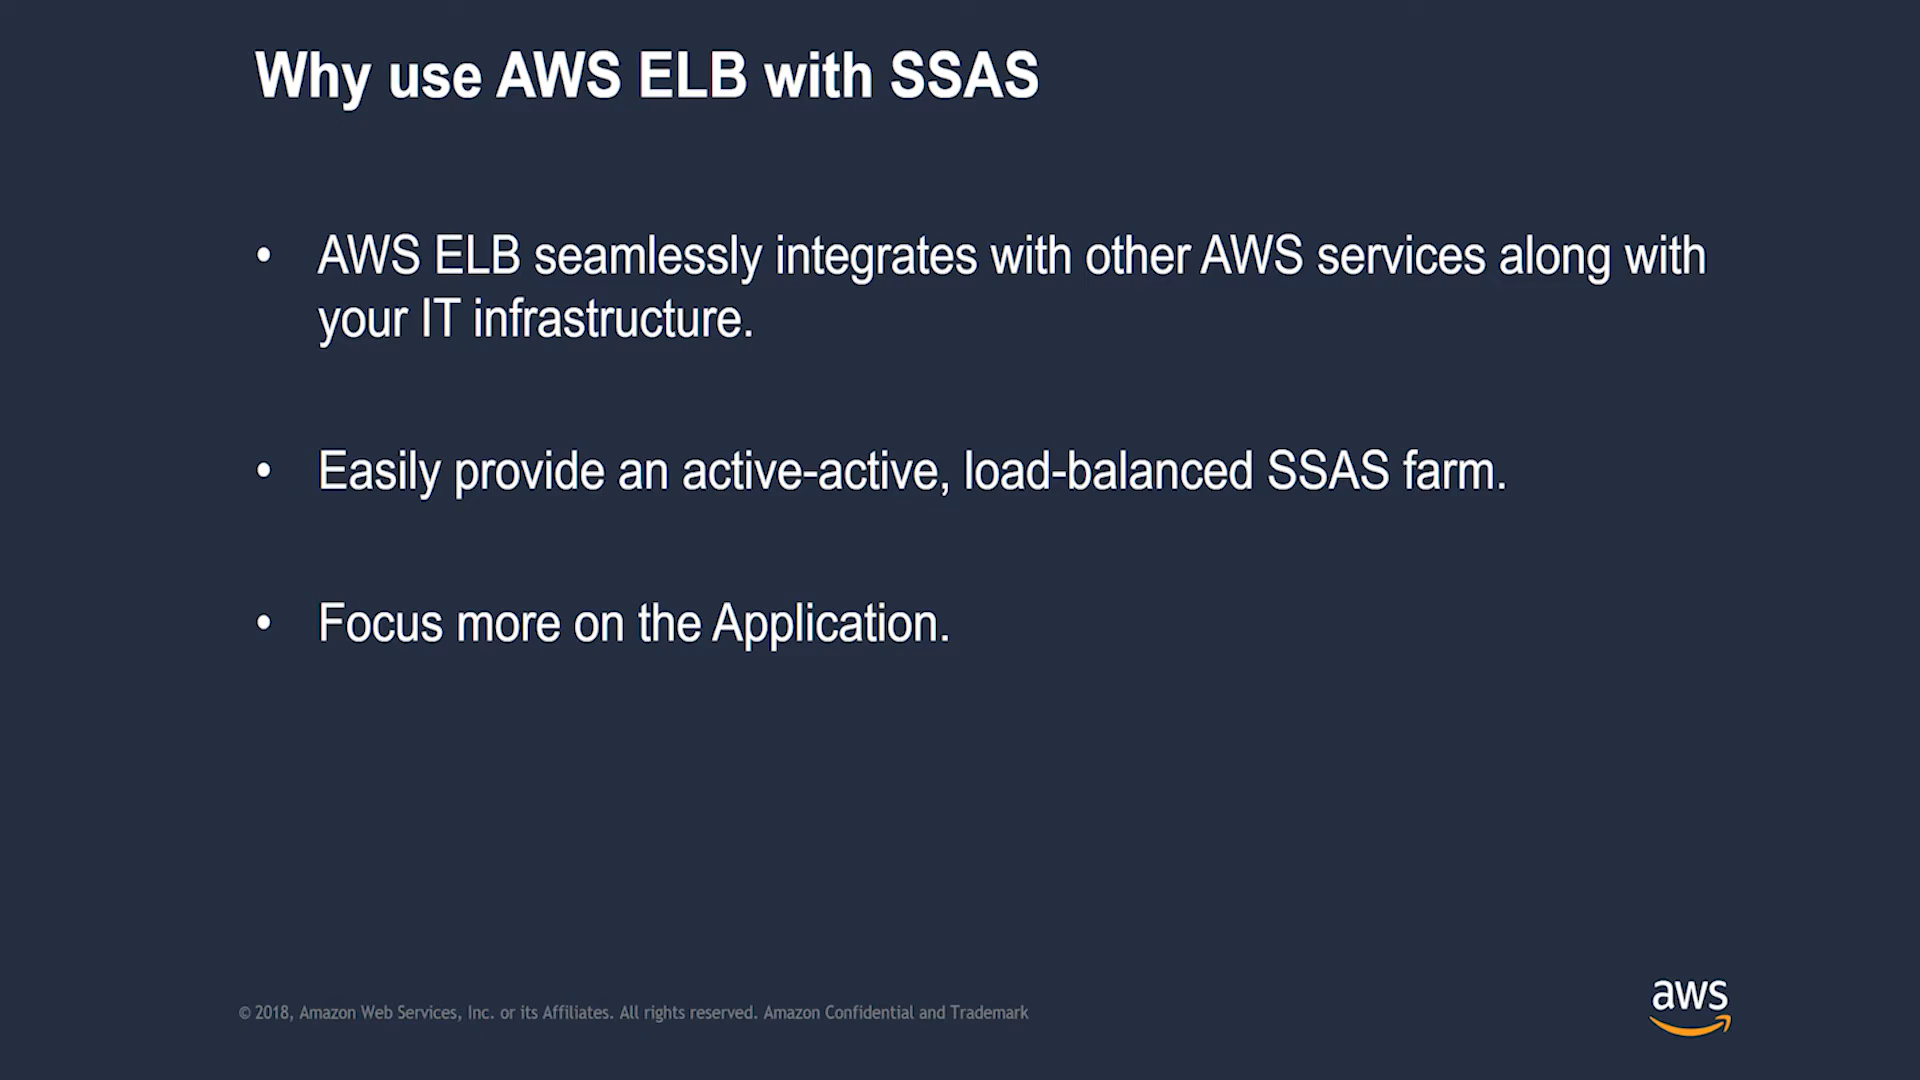 Why use AWS ELB with SSAS
• AWS ELB seamlessly integrates with other AWS services along with
your IT infrastructure.
• Easily provide an active-active, load-balanced SSAS farm.
• Focus more on the Application.
© 2018, Amazon Web Services, Inc. or its Affiliates. All rights reserved. Amazon Confidential and Trademark
aws